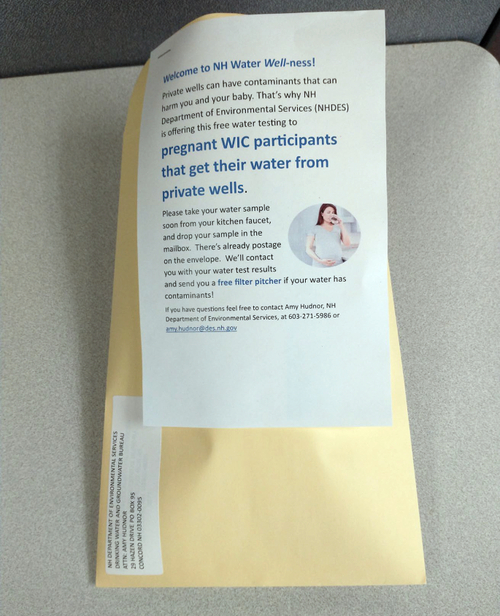 Welcome to NH Water Well-ness!
Private wells can have contaminants that can
harm you and your baby. That's why NH
Department of Environmental Services (NHDES)
is offering this free water testing to
pregnant WIC participants
that get their water from
private wells.
Please take your water sample
soon from your kitchen faucet,
and drop your sample in the
mailbox. There's already postage
on the envelope. We'll contact
you with your water test results
and send you a free filter pitcher if your water has
contaminants!
If you have questions feel free to contact Amy Hudnor, NH
Department of Environmental Services, at 603-271-5986 or
amy.hudnor@des.nh.gov
NH DEPARTMENT OF ENVIRONMENTAL SERVICES
DRINKING WATER AND GROUNDWATER BUREAU
ATTN: AMY HUDNOR
29 HAZEN DRIVE PO BOX 95
CONCORD NH 03302-0095